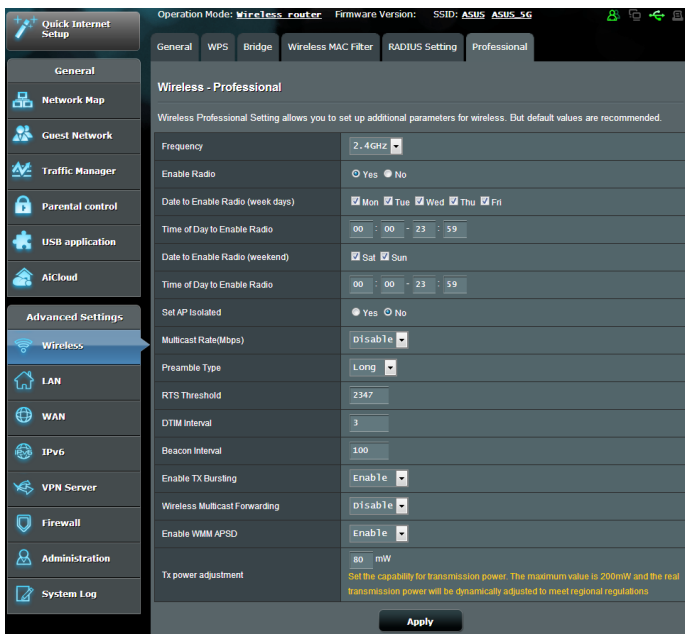 Quick Internet
Setup
Operation Mode: Wireless router Firmware Version: SSID: ASUS ASUS_5G
General WPS Bridge Wireless MAC Filter RADIUS Setting Professional
General
Network Map
Guest Network
Traffic Manager
Parental control
USB application
AiCloud
Advanced Settings
Wireless
LAN
WAN
IPv6
VPN Server
Firewall
Administration
System Log
Wireless - Professional
Wireless Professional Setting allows you to set up additional parameters for wireless. But default values are recommended.
Frequency 2.4GHz
Enable Radio Yes No
Date to Enable Radio (week days) Mon Tue Wed Thu Fri
Time of Day to Enable Radio 00 : 00 - 23 : 59
Date to Enable Radio (weekend) Sat Sun
Time of Day to Enable Radio 00 : 00 - 23 : 59
Set AP Isolated Yes No
Multicast Rate(Mbps) Disable
Preamble Type Long
RTS Threshold 2347
DTIM Interval 3
Beacon Interval 100
Enable TX Bursting Enable
Wireless Multicast Forwarding Disable
Enable WMM APSD Enable
Tx power adjustment 80 mW
Set the capability for transmission power. The maximum value is 200mW and the real
transmission power will be dynamically adjusted to meet regional regulations
Apply